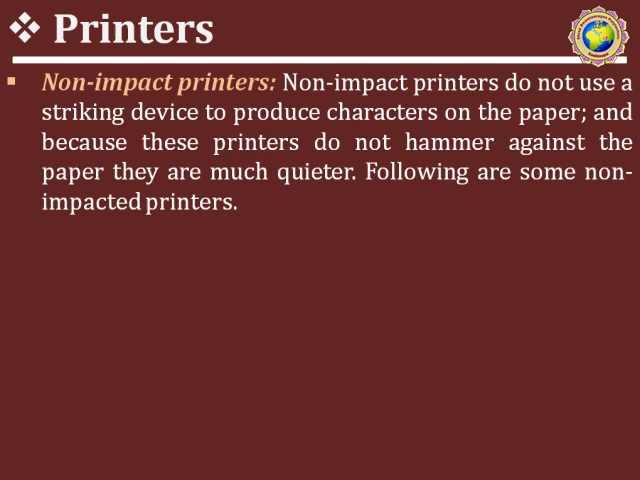 ❖ Printers
▪ Non-impact printers: Non-impact printers do not use a
striking device to produce characters on the paper; and
because these printers do not hammer against the
paper they are much quieter. Following are some non-
impacted printers.